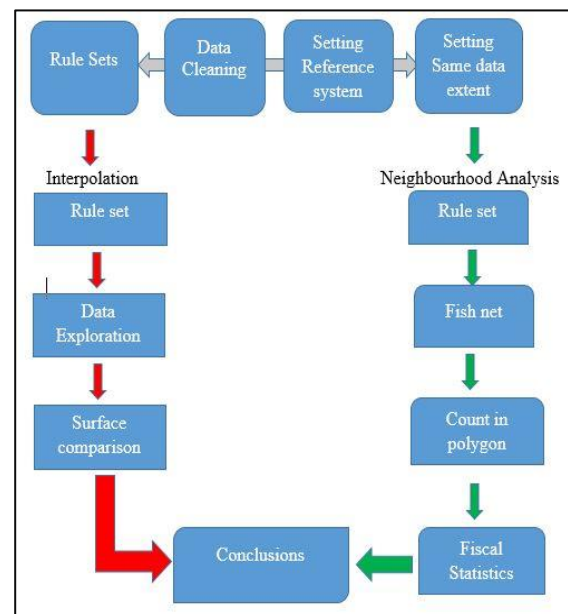 Rule Sets
Data
Cleaning
Setting
Reference
system
Setting
Same data
extent
Interpolation
Rule set
Data
Exploration
Surface
comparison
Neighbourhood Analysis
Rule set
Fish net
Count in
polygon
Fiscal
Statistics
Conclusions